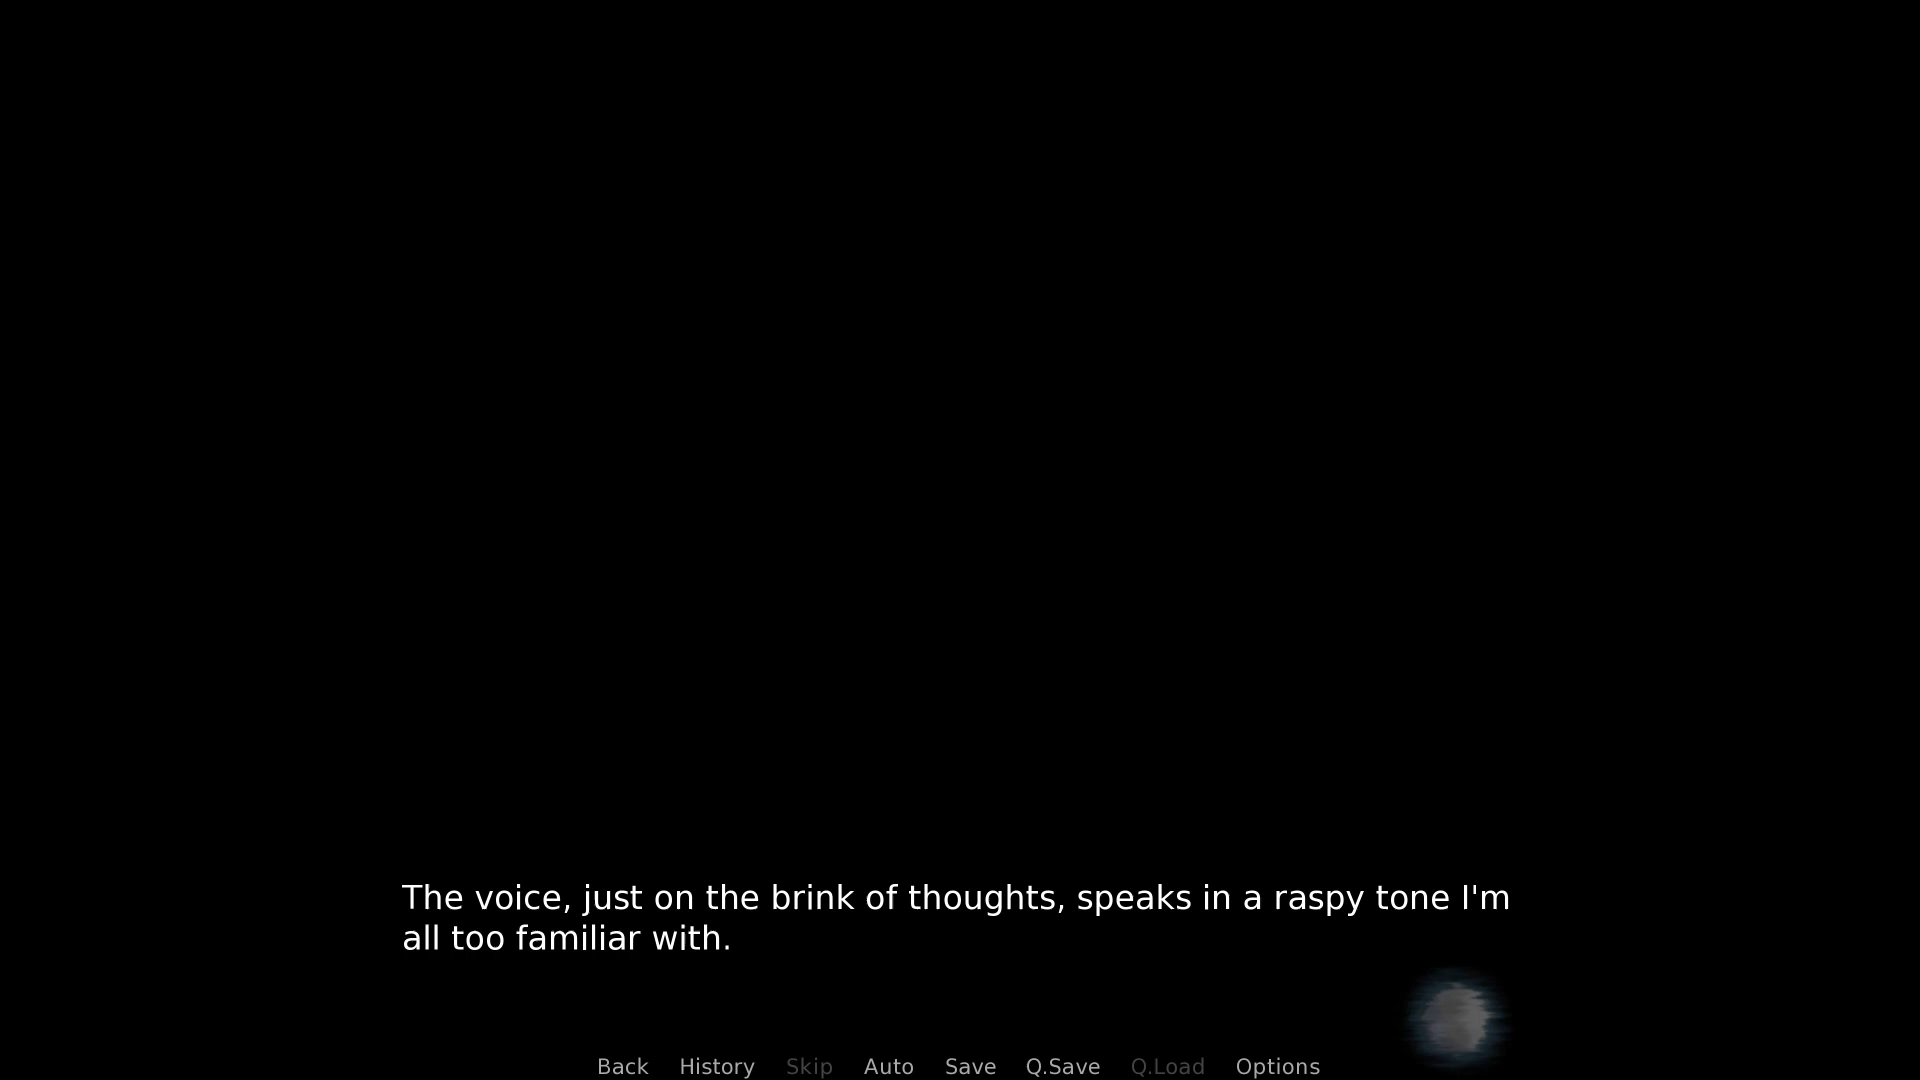 The voice, just on the brink of thoughts, speaks in a raspy tone I'm
all too familiar with.
Back History Skip Auto Save Q.Save Q.Load Options